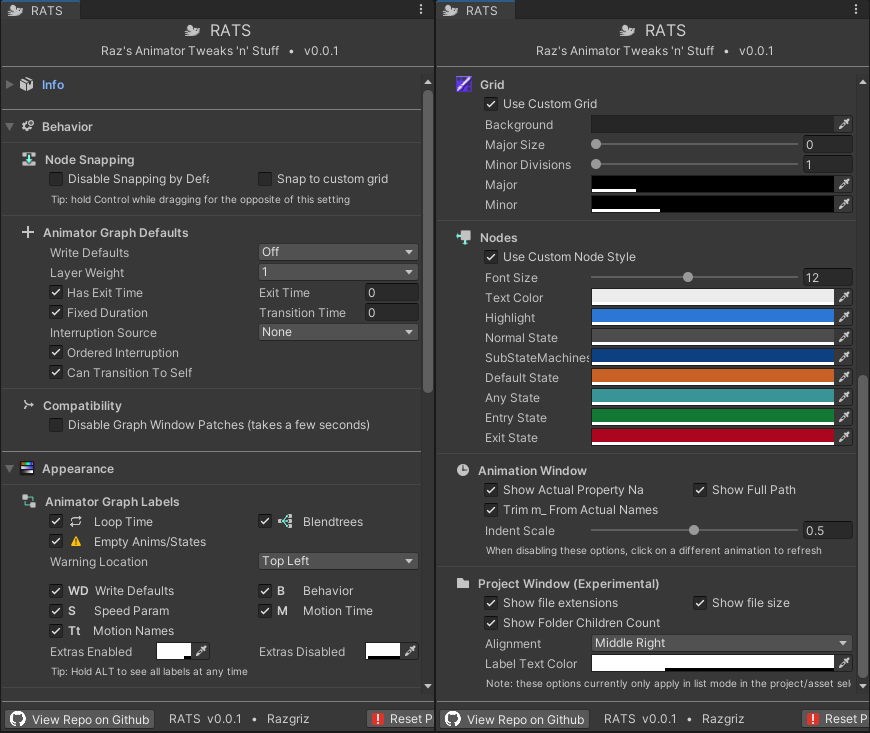 RATS
RATS
Raz's Animator Tweaks 'n' Stuff • v0.0.1
Info
Behavior
Node Snapping
Disable Snapping by Defa
Snap to custom grid
Tip: hold Control while dragging for the opposite of this setting
Animator Graph Defaults
Write Defaults Off
Layer Weight 1
Has Exit Time Exit Time 0
Fixed Duration Transition Time 0
Interruption Source None
Ordered Interruption
Can Transition To Self
Compatibility
Disable Graph Window Patches (takes a few seconds)
Appearance
Animator Graph Labels
Loop Time Blendtrees
Empty Anims/States
Warning Location Top Left
WD Write Defaults B Behavior
S Speed Param M Motion Time
Tt Motion Names
Extras Enabled Extras Disabled
Tip: Hold ALT to see all labels at any time
View Repo on Github RATS v0.0.1 • Razgriz Reset P
RATS
RATS
Raz's Animator Tweaks 'n' Stuff • v0.0.1
Grid
Use Custom Grid
Background
Major Size 0
Minor Divisions 1
Major
Minor
Nodes
Use Custom Node Style
Font Size 12
Text Color
Highlight
Normal State
SubStateMachines
Default State
Any State
Entry State
Exit State
Animation Window
Show Actual Property Na Show Full Path
Trim m_ From Actual Names
Indent Scale 0.5
When disabling these options, click on a different animation to refresh
Project Window (Experimental)
Show file extensions Show file size
Show Folder Children Count
Alignment Middle Right
Label Text Color
Note: these options currently only apply in list mode in the project/asset sel
View Repo on Github RATS v0.0.1 • Razgriz Reset P